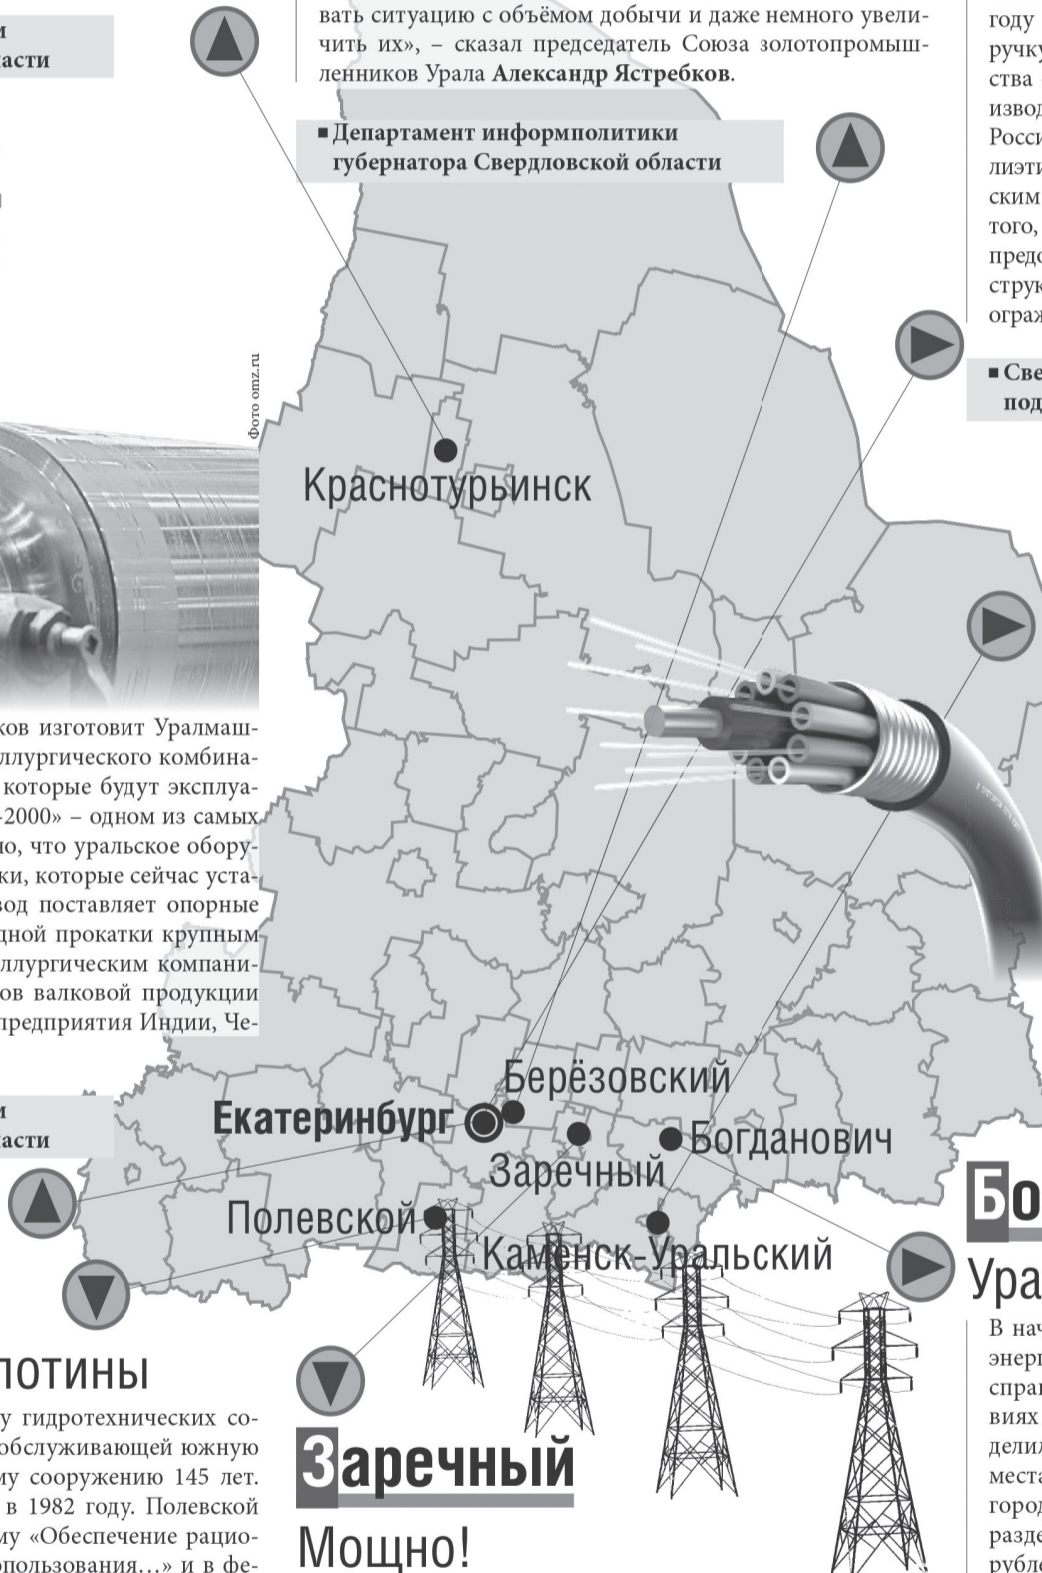 вать ситуацию с объёмом добычи и даже немного увели-
чить их», – сказал председатель Союза золотопромыш-
ленников Урала Александр Ястребков.
▪ Департамент информполитики
губернатора Свердловской области
Фото omz.ru
Краснотурьинск
ков изготовит Уралмаш-
ллургического комбина-
которые будут эксплуа-
-2000» – одном из самых
но, что уральское обору-
ки, которые сейчас уста-
вод поставляет опорные
дной прокатки крупным
ллургическим компани-
ов валковой продукции
предприятия Индии, Че-
асти
Берёзовский
Екатеринбург
Заречный
Богданович
Полевской
Каменск-Уральский
лотины
у гидротехнических со-
обслуживающей южную
му сооружению 145 лет.
в 1982 году. Полевской
му «Обеспечение рацио-
опользования…» и в фе-
Заречный
Мощно!
году
ручку
ства
извод
Росси
лиэти
ским
того,
предо
струк
ограж
▪ Све
под
Бо
Ура
В нач
энерг
справ
виях
делил
места
город
разде
рубле